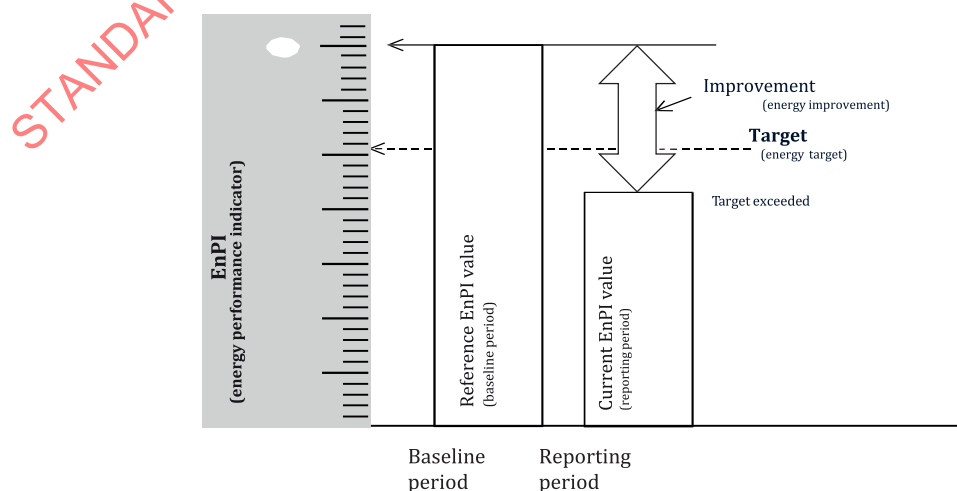 STANDA
EnPI
(energy performance indicator)
Reference EnPI value
(baseline period)
Current EnPI value
(reporting period)
Improvement
(energy improvement)
Target
(energy target)
Target exceeded
Baseline
period
Reporting
period